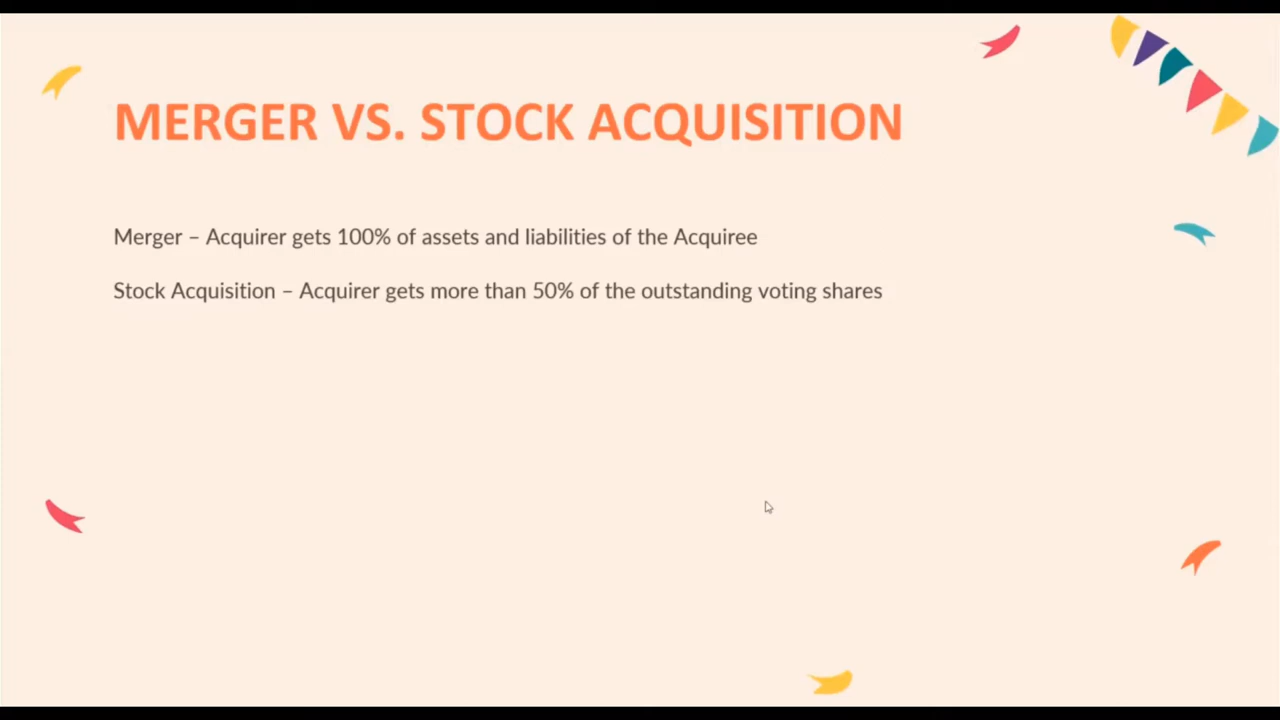 MERGER VS. STOCK ACQUISITION
Merger – Acquirer gets 100% of assets and liabilities of the Acquiree
Stock Acquisition – Acquirer gets more than 50% of the outstanding voting shares